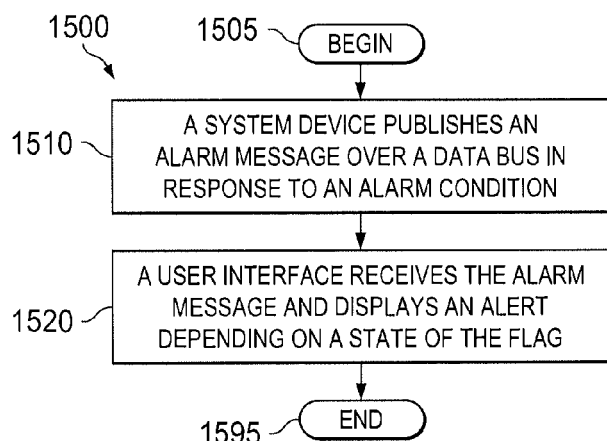 1500
1505
BEGIN
1510
A SYSTEM DEVICE PUBLISHES AN
ALARM MESSAGE OVER A DATA BUS IN
RESPONSE TO AN ALARM CONDITION
1520
A USER INTERFACE RECEIVES THE ALARM
MESSAGE AND DISPLAYS AN ALERT
DEPENDING ON A STATE OF THE FLAG
END
1595